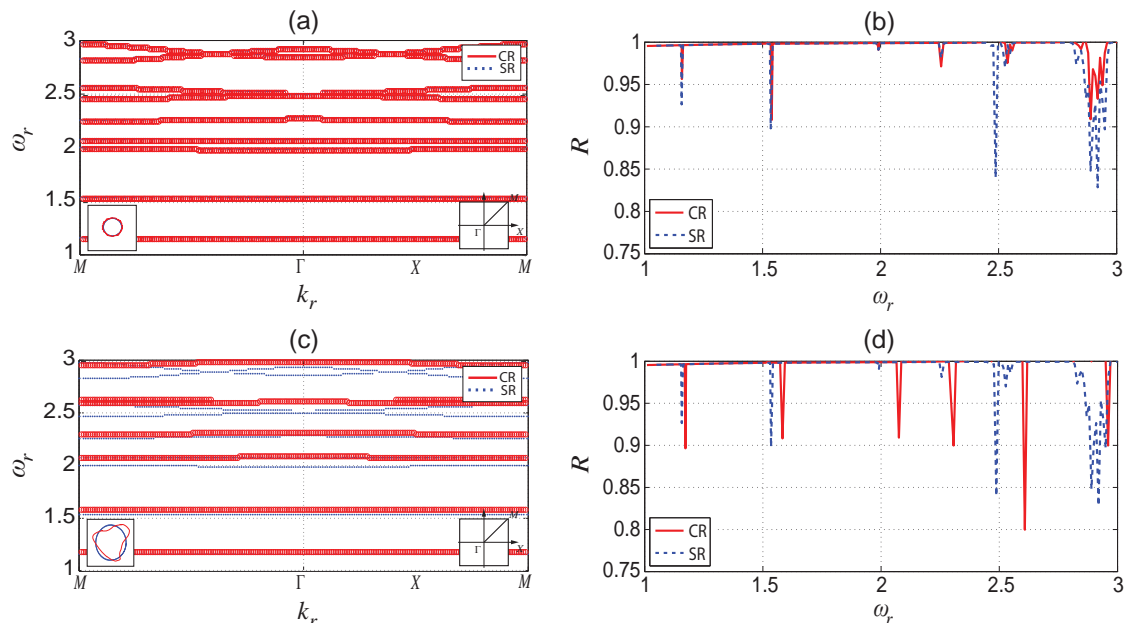 (a)
3
2.5
2
1.5
1
ω_r
CR
SR
M
X
Γ
M Γ X M
k_r
(b)
1
0.95
0.9
0.85
0.8
0.75
R
CR
SR
1 1.5 2 2.5 3
ω_r
(c)
3
2.5
2
1.5
1
ω_r
CR
SR
M
X
Γ
M Γ X M
k_r
(d)
1
0.95
0.9
0.85
0.8
0.75
R
CR
SR
1 1.5 2 2.5 3
ω_r